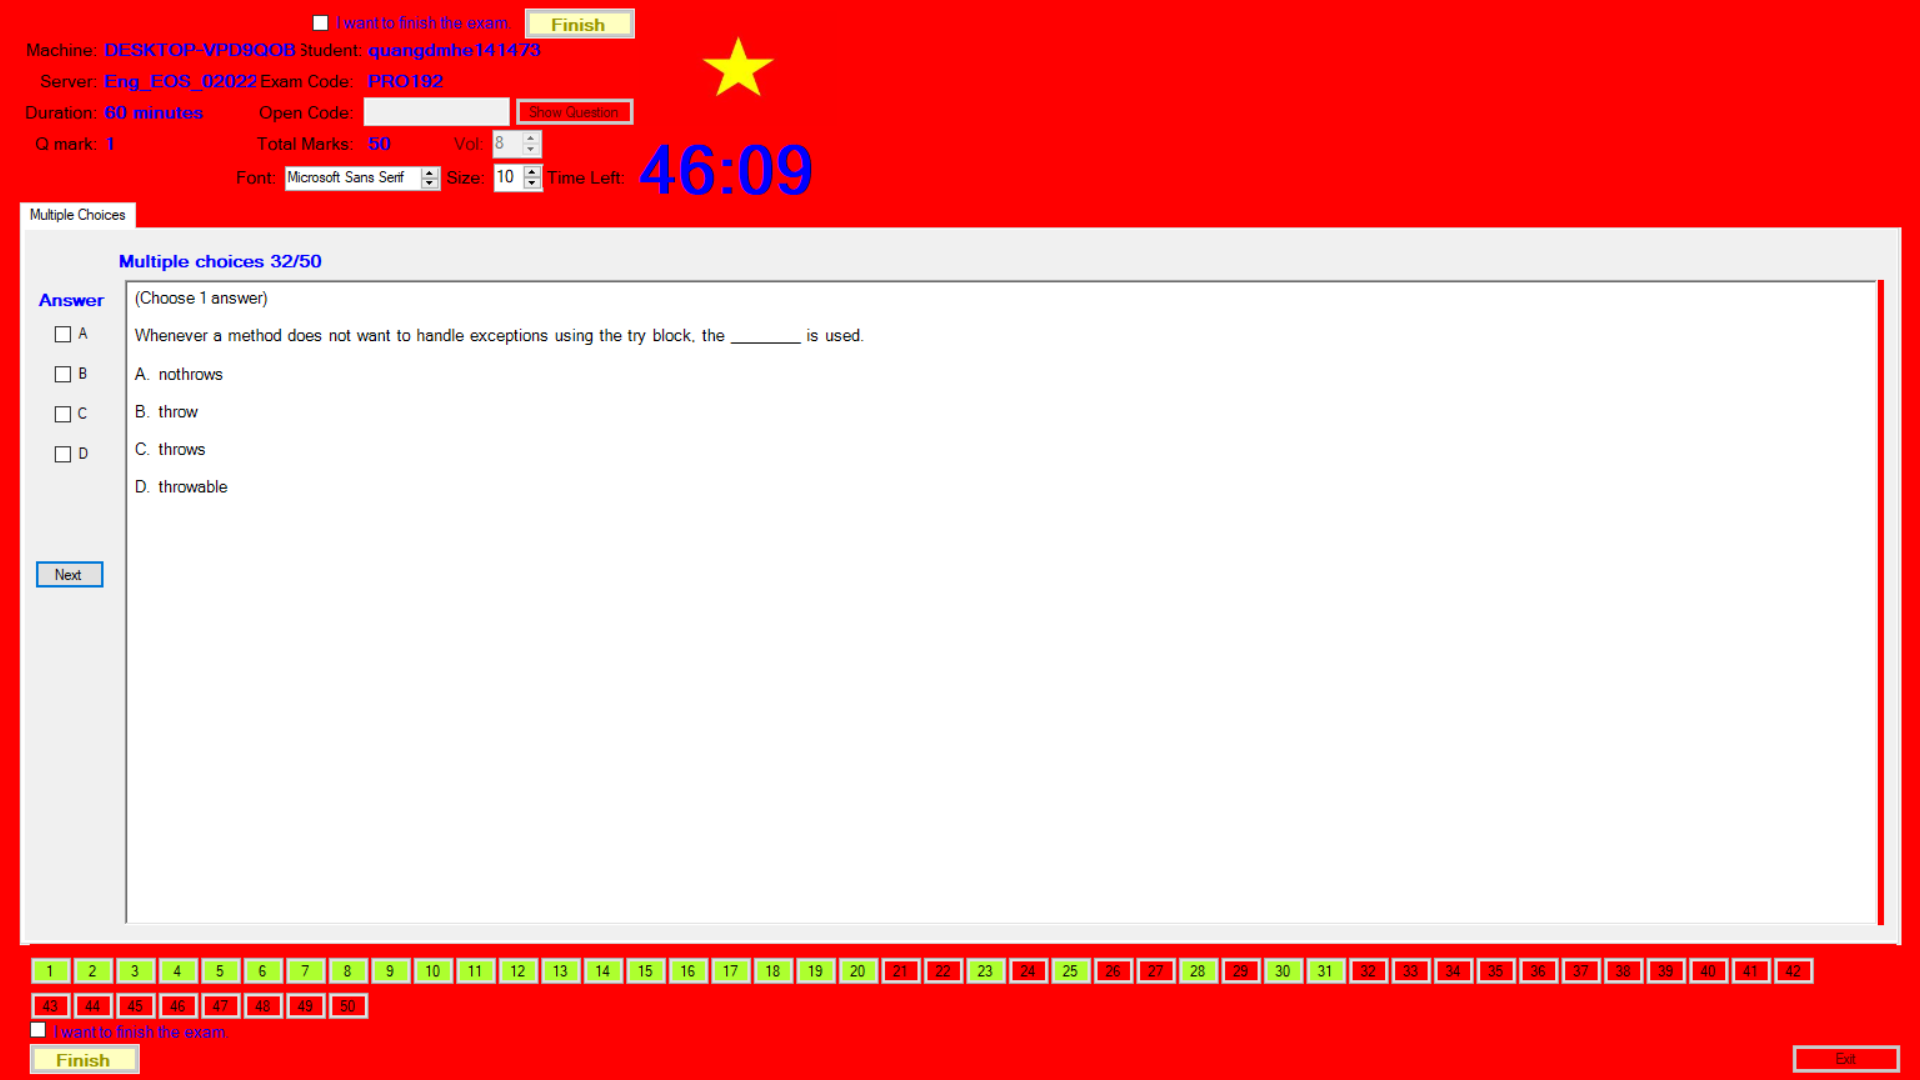 I want to finish the exam. Finish
Machine: DESKTOP-VPD9QOB Student: quangdmhe141473
Server: Eng_EOS_02022 Exam Code: PRO192
Duration: 60 minutes Open Code: Show Question
Q mark: 1 Total Marks: 50 Vol: 8
Font: Microsoft Sans Serif Size: 10 Time Left: 46:09
Multiple Choices
Multiple choices 32/50
Answer
A
B
C
D
Next
(Choose 1 answer)
Whenever a method does not want to handle exceptions using the try block, the ________ is used.
A. nothrows
B. throw
C. throws
D. throwable
1 2 3 4 5 6 7 8 9 10 11 12 13 14 15 16 17 18 19 20 21 22 23 24 25 26 27 28 29 30 31 32 33 34 35 36 37 38 39 40 41 42
43 44 45 46 47 48 49 50
I want to finish the exam.
Finish
Exit